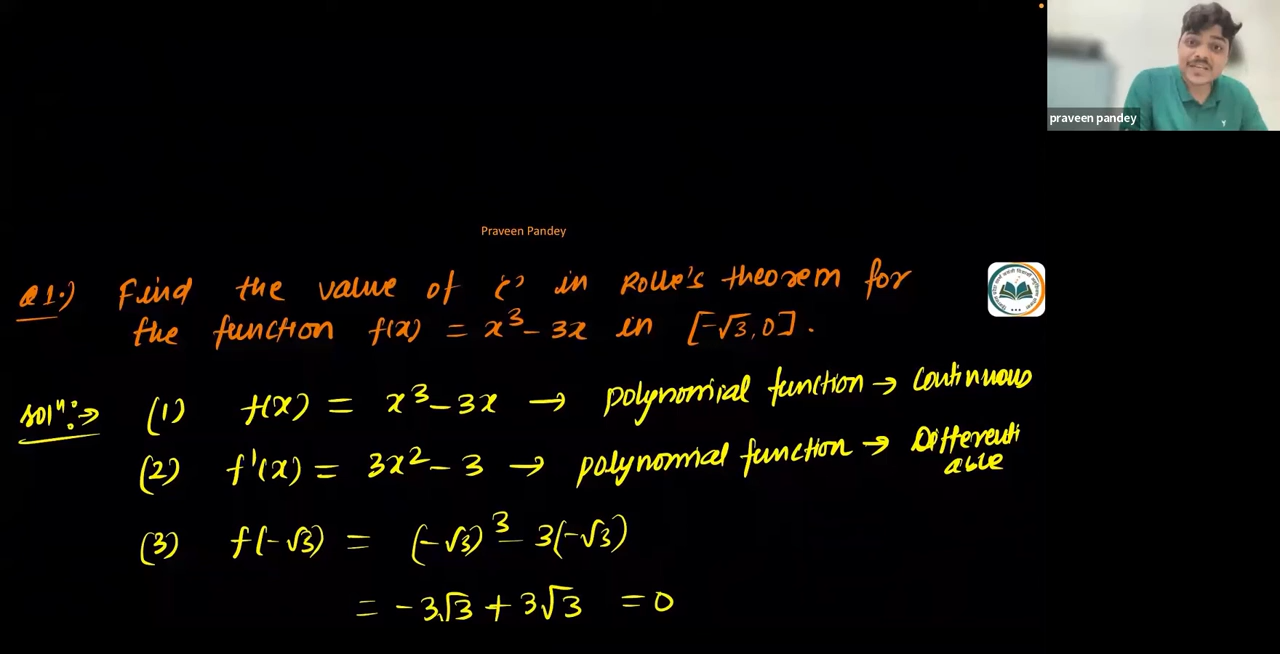 praveen pandey
Praveen Pandey
Q1.) Find the value of 'c' in Rolle's theorem for
the function f(x) = x³ - 3x in [-√3, 0].
Solⁿ:→ (1) f(x) = x³ - 3x → polynomial function → continuous
(2) f'(x) = 3x² - 3 → polynomial function → Differenti
able
(3) f(-√3) = (-√3)³ - 3(-√3)
= -3√3 + 3√3 = 0